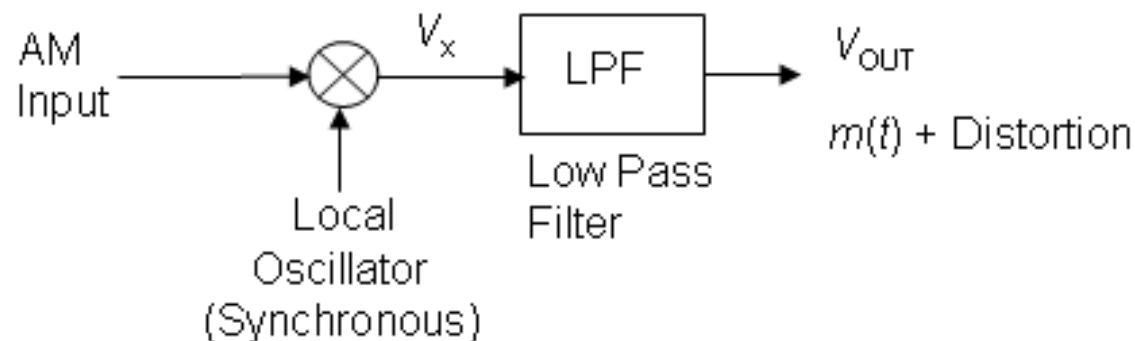 AM
Input
Vx
LPF
VOUT
m(t) + Distortion
Low Pass
Filter
Local
Oscillator
(Synchronous)